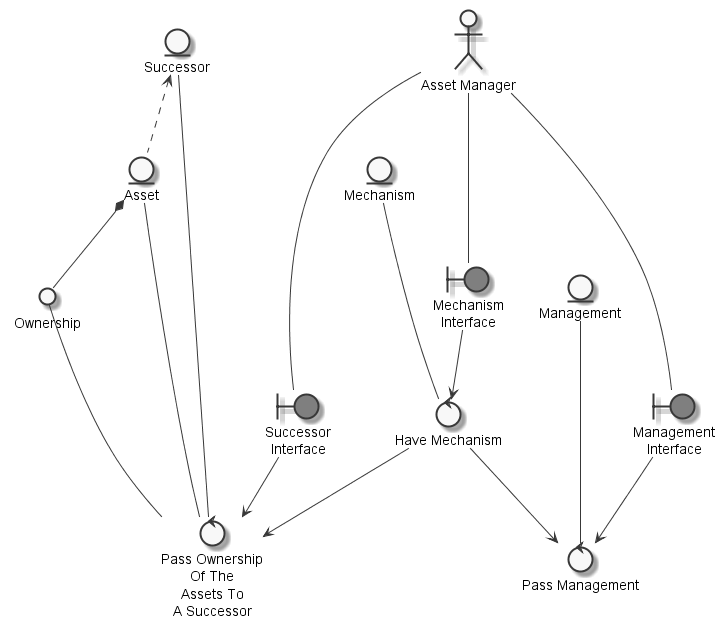 Successor
Asset Manager
Asset
Mechanism
Mechanism
Interface
Management
Ownership
Successor
Interface
Have Mechanism
Management
Interface
Pass Ownership
Of The
Assets To
A Successor
Pass Management